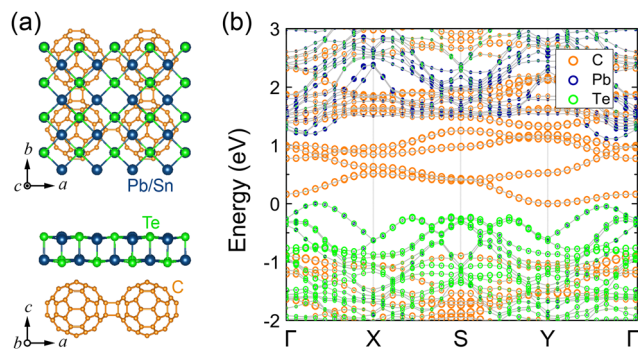 (a)
b
c
a
Pb/Sn
Te
C
c
b
a
(b)
Energy (eV)
3
2
1
0
-1
-2
C
Pb
Te
Γ X S Y Γ